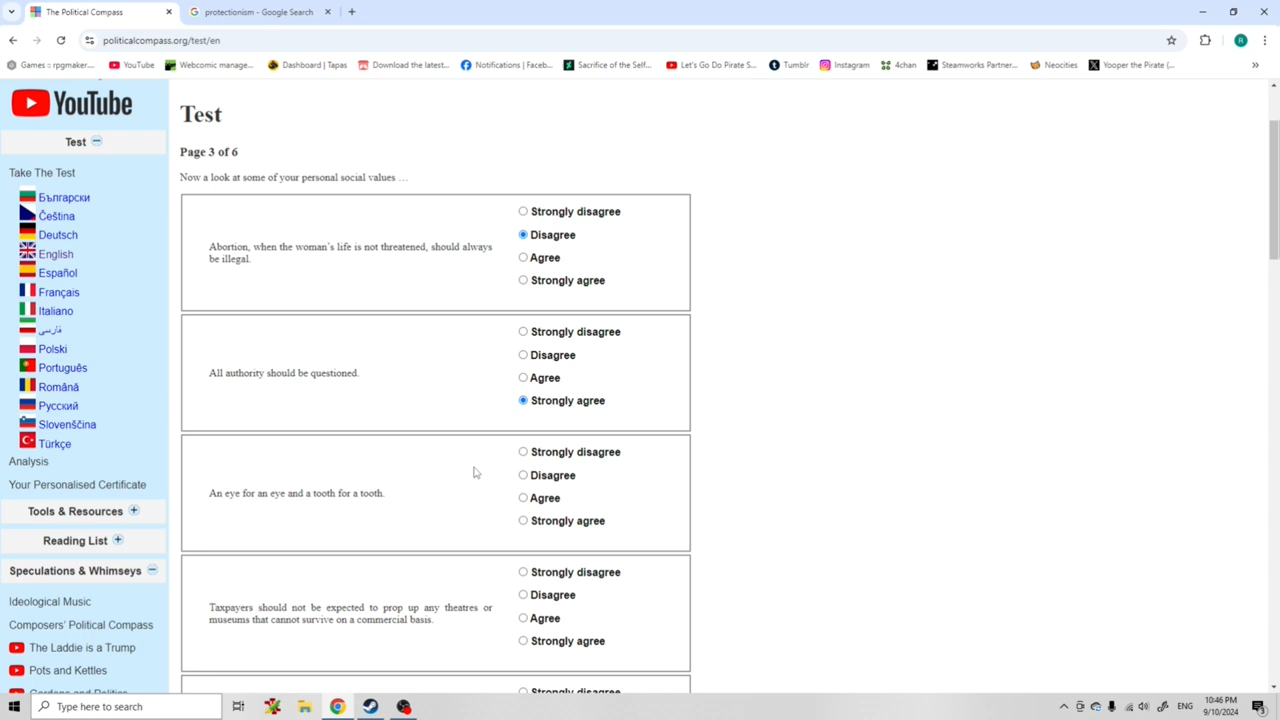 The Political Compass
protectionism - Google Search
politicalcompass.org/test/en
Games :: rpgmaker...
YouTube
Webcomic manage...
Dashboard | Tapas
Download the latest...
Notifications | Faceb...
Sacrifice of the Self...
Let's Go Do Pirate S...
Tumblr
Instagram
4chan
Steamworks Partner...
Neocities
Yooper the Pirate (...
YouTube
Test
Take The Test
Български
Čeština
Deutsch
English
Español
Français
Italiano
فارسی
Polski
Português
Română
Русский
Slovenščina
Türkçe
Analysis
Your Personalised Certificate
Tools & Resources
Reading List
Speculations & Whimseys
Ideological Music
Composers' Political Compass
The Laddie is a Trump
Pots and Kettles
Gardens and Politics
Test
Page 3 of 6
Now a look at some of your personal social values …
Abortion, when the woman's life is not threatened, should always
be illegal.
Strongly disagree
Disagree
Agree
Strongly agree
All authority should be questioned.
Strongly disagree
Disagree
Agree
Strongly agree
An eye for an eye and a tooth for a tooth.
Strongly disagree
Disagree
Agree
Strongly agree
Taxpayers should not be expected to prop up any theatres or
museums that cannot survive on a commercial basis.
Strongly disagree
Disagree
Agree
Strongly agree
Strongly disagree
Type here to search
ENG
10:46 PM
9/10/2024